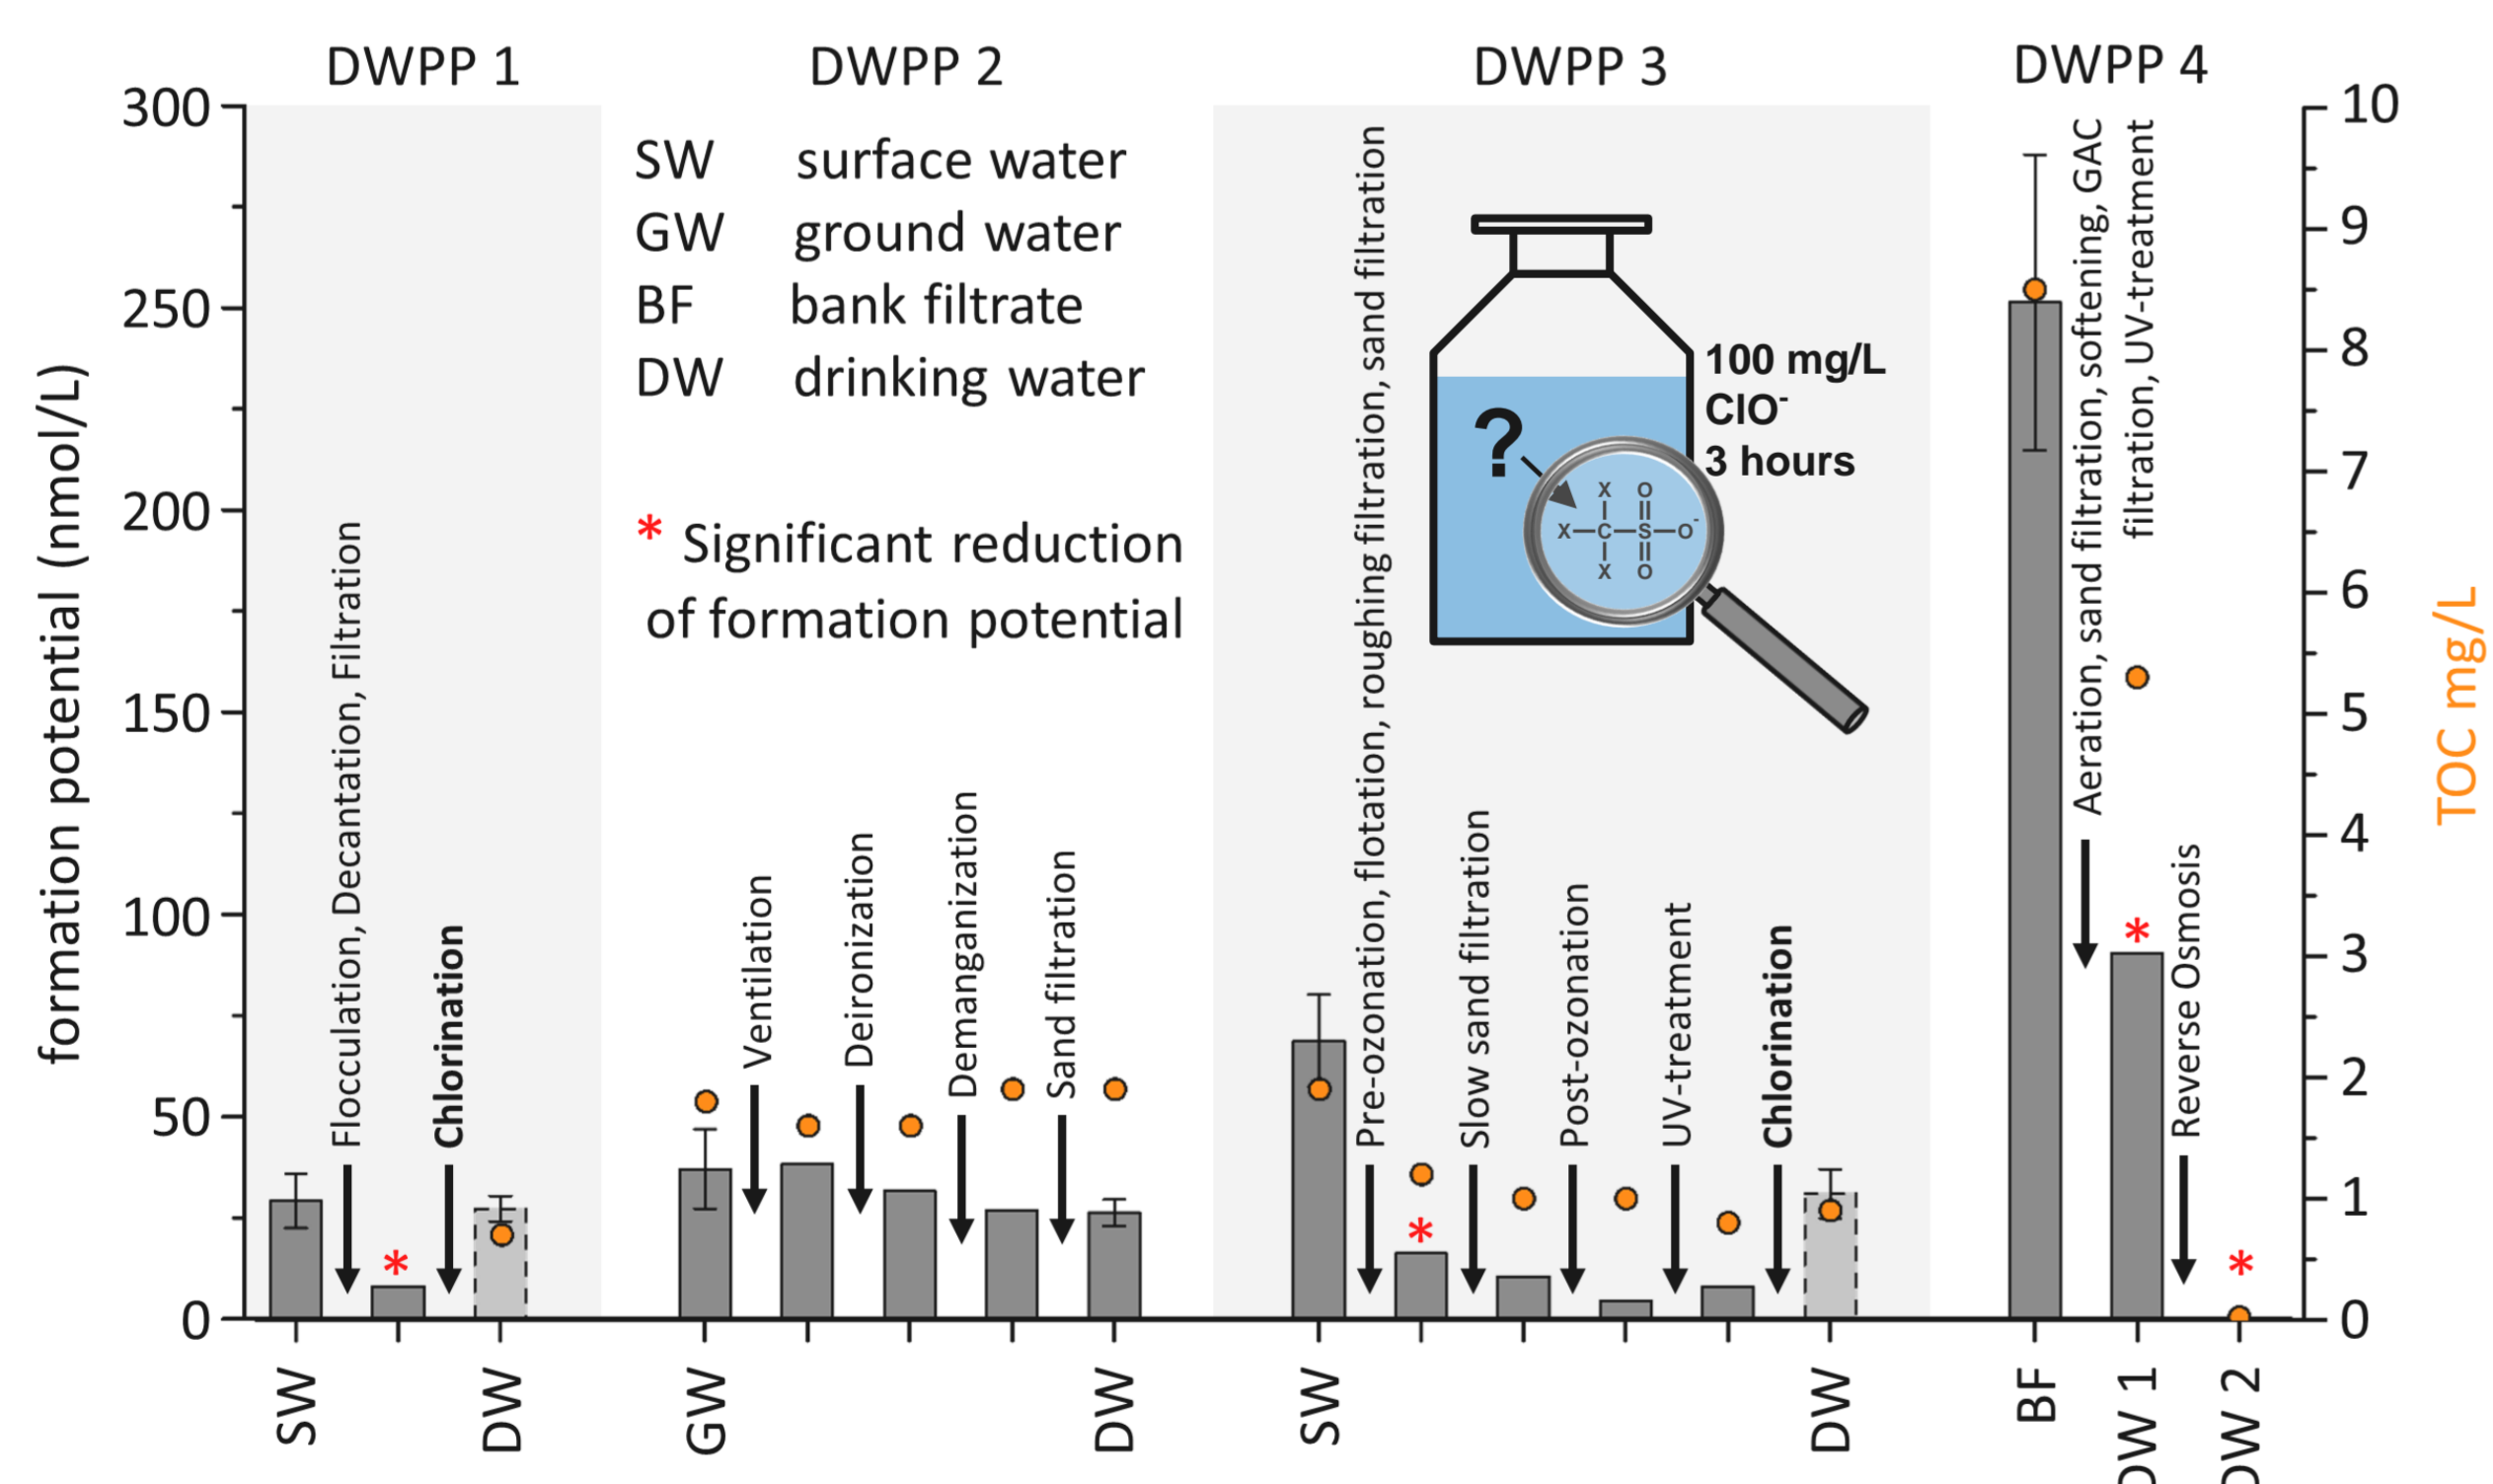 DWPP 1
DWPP 2
DWPP 3
DWPP 4
formation potential (nmol/L)
300
250
200
150
100
50
0
SW surface water
GW ground water
BF bank filtrate
DW drinking water
* Significant reduction
of formation potential
Flocculation, Decantation, Filtration
*
Chlorination
Ventilation
Deironization
Demanganization
Sand filtration
Pre-ozonation, flotation, roughing filtration, sand filtration
*
Slow sand filtration
Post-ozonation
UV-treatment
Chlorination
?
100 mg/L
ClO-
3 hours
X O
X—C—S—O-
X O
Aeration, sand filtration, softening, GAC
filtration, UV-treatment
*
Reverse Osmosis
*
10
9
8
7
6
5
4
3
2
1
0
TOC mg/L
SW
DW
GW
DW
SW
DW
BF
DW 1
DW 2